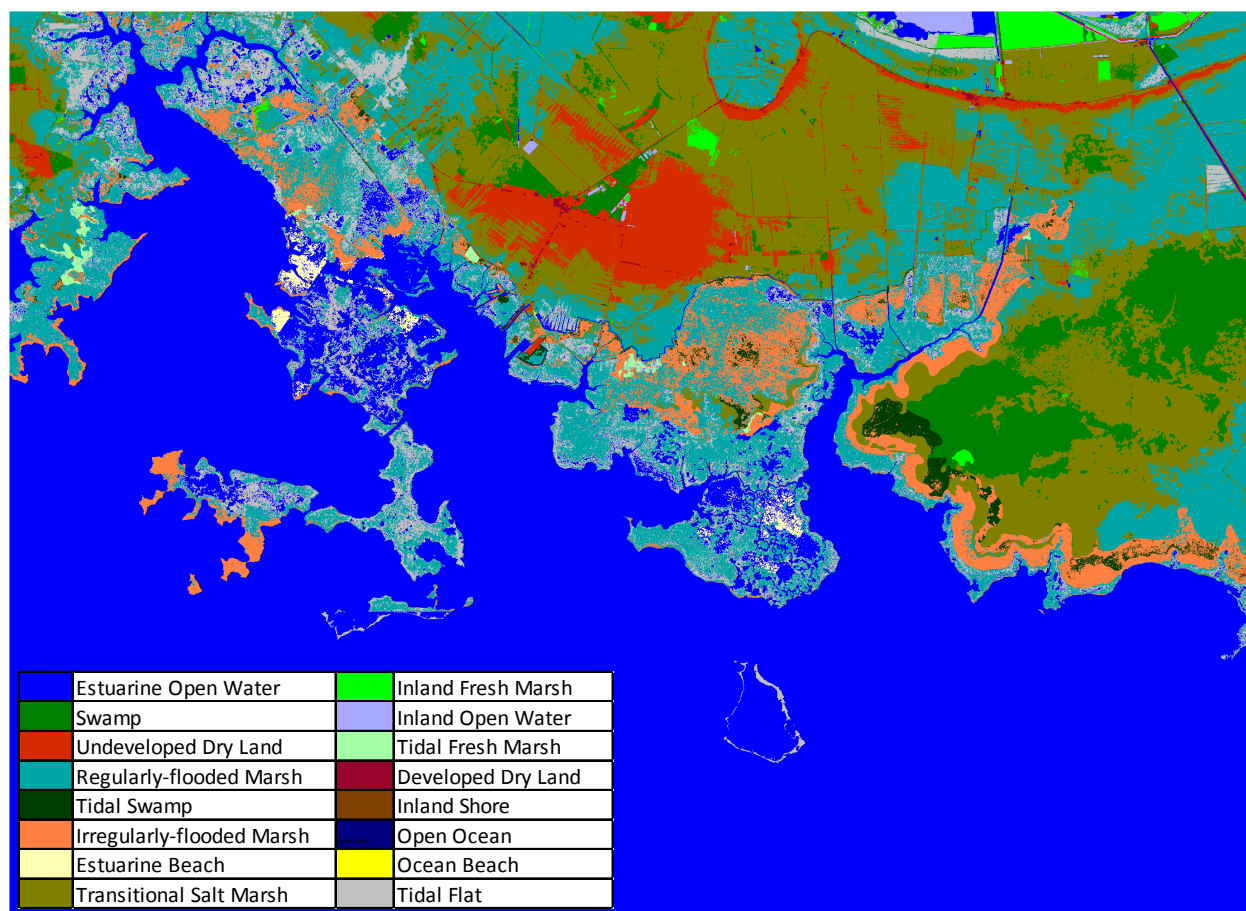 Estuarine Open Water Inland Fresh Marsh
Swamp Inland Open Water
Undeveloped Dry Land Tidal Fresh Marsh
Regularly-flooded Marsh Developed Dry Land
Tidal Swamp Inland Shore
Irregularly-flooded Marsh Open Ocean
Estuarine Beach Ocean Beach
Transitional Salt Marsh Tidal Flat